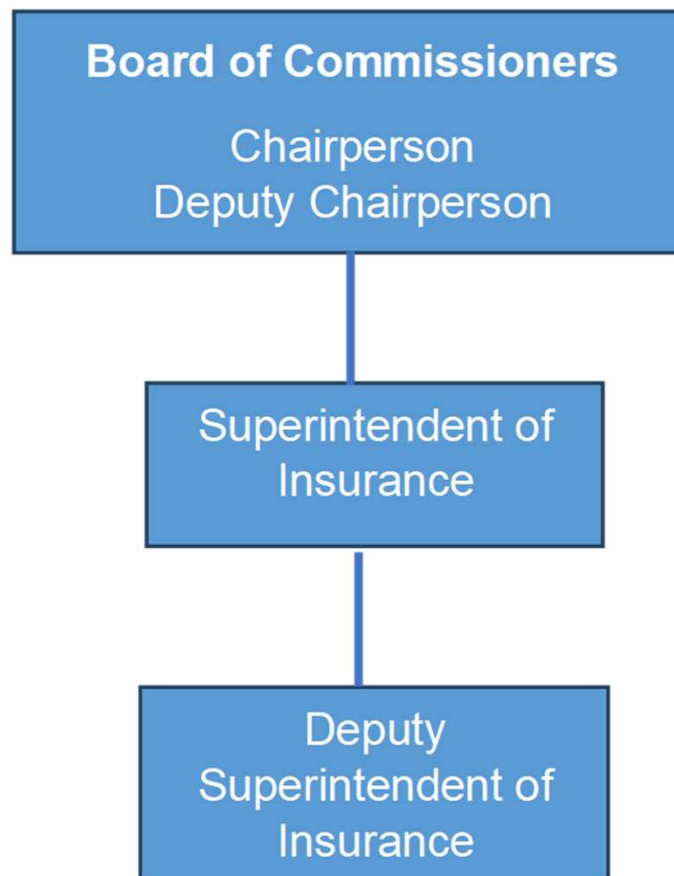 Board of Commissioners
Chairperson
Deputy Chairperson
Superintendent of
Insurance
Deputy
Superintendent of
Insurance